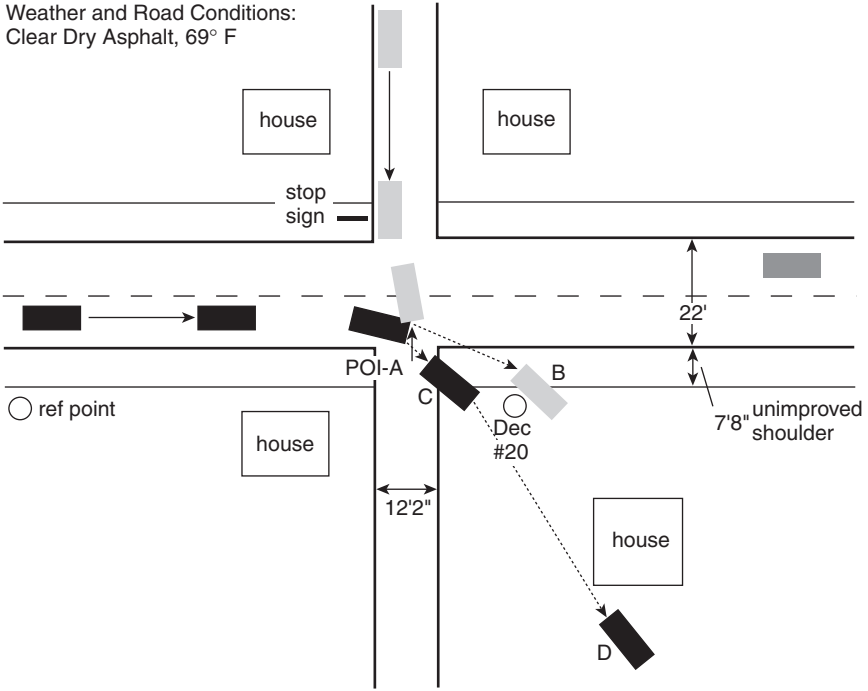 Weather and Road Conditions:
Clear Dry Asphalt, 69° F
house
house
stop
sign
22'
POI-A
B
C
ref point
Dec
#20
7'8" unimproved
shoulder
house
12'2"
house
D